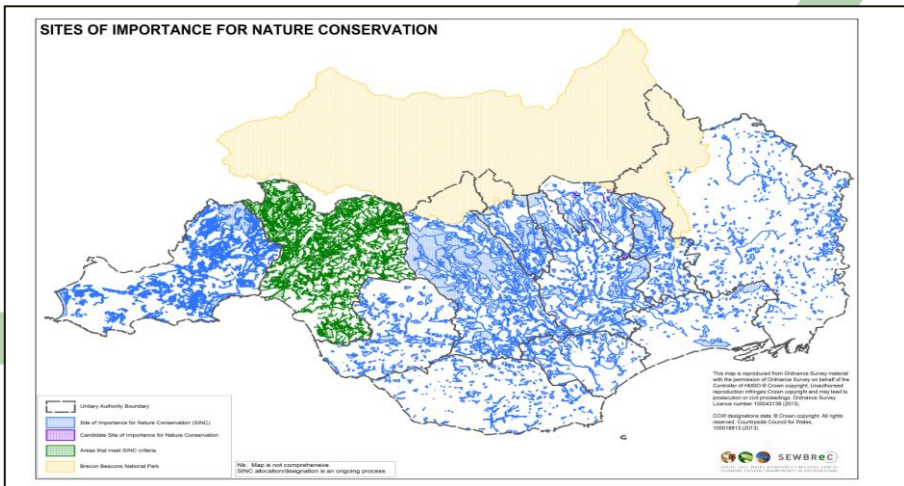 SITES OF IMPORTANCE FOR NATURE CONSERVATION
This map is reproduced from Ordnance Survey material
with the permission of Ordnance Survey on behalf of the
Controller of HMSO © Crown copyright. Unauthorised
reproduction infringes Crown copyright and may lead to
prosecution or civil proceedings. Ordnance Survey
Licence number 100043138 (2013).
CCW designations data: © Crown copyright. All rights
reserved. Countryside Council for Wales,
100018813 (2013).
Unitary Authority Boundary
Site of Importance for Nature Conservation (SINC)
Candidate Site of Importance for Nature Conservation
Areas that meet SINC criteria
Brecon Beacons National Park
Nb. Map is not comprehensive.
SINC allocation/designation is an ongoing process.
SEWBReC